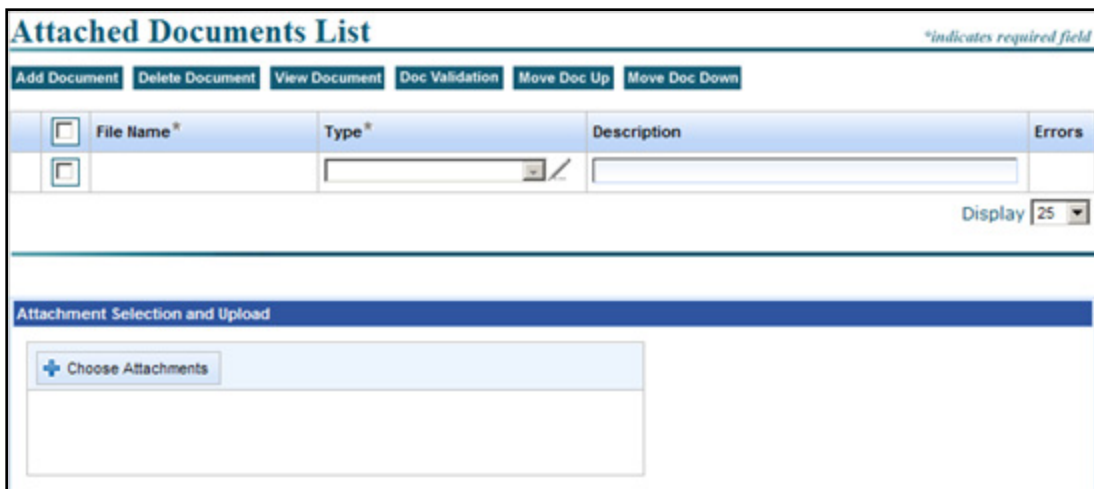 Attached Documents List
*indicates required field
Add Document Delete Document View Document Doc Validation Move Doc Up Move Doc Down
File Name* Type* Description Errors
Display 25
Attachment Selection and Upload
Choose Attachments